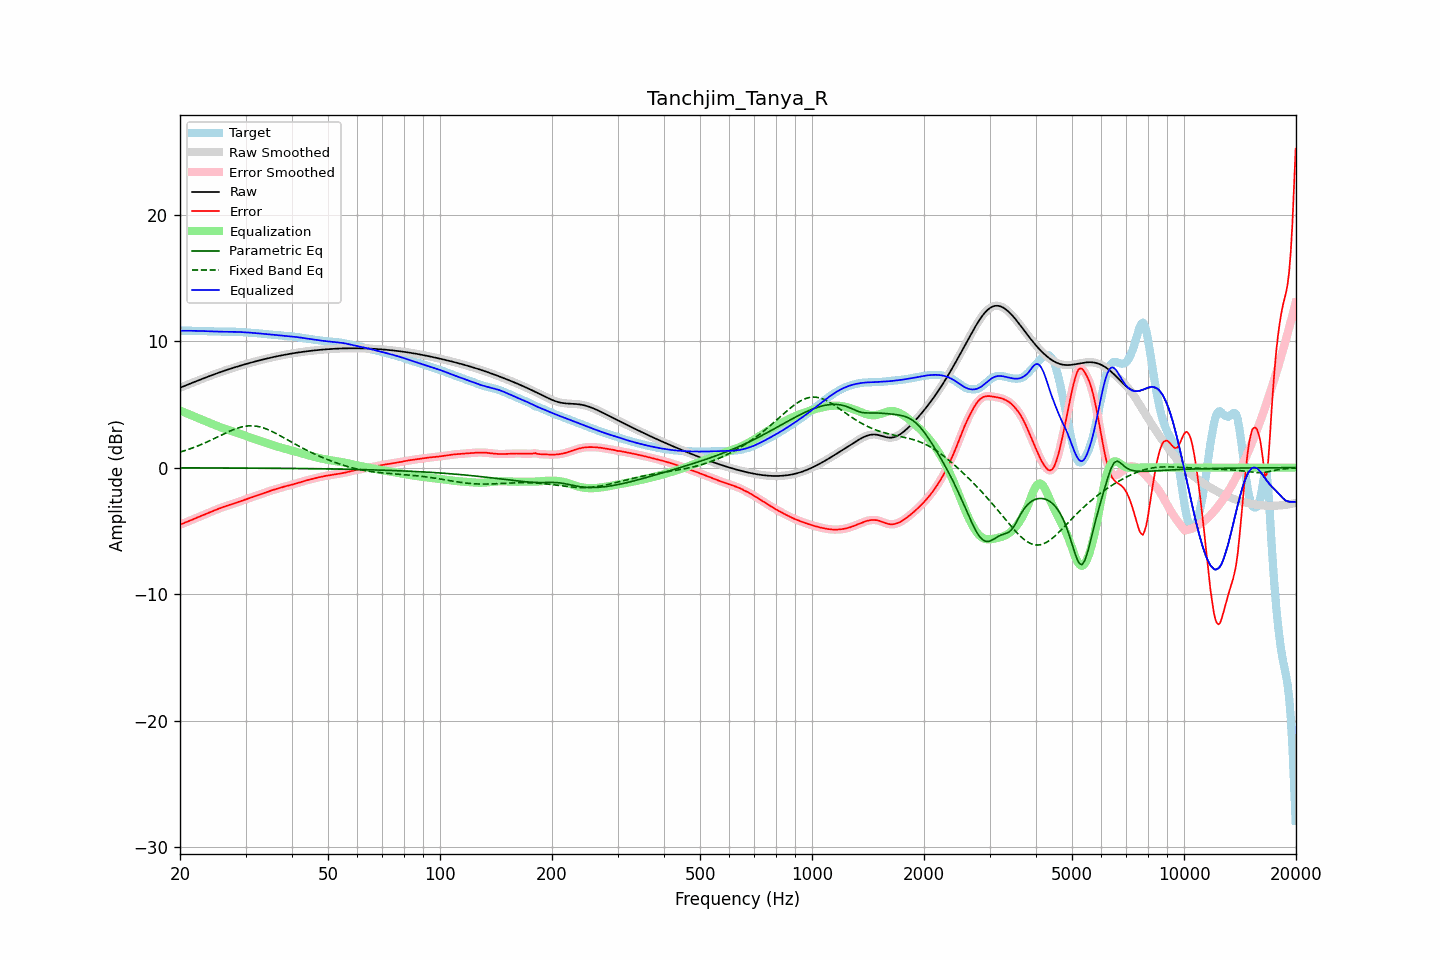 Tanchjim_Tanya_R
Target
Raw Smoothed
Error Smoothed
Raw
Error
Equalization
Parametric Eq
Fixed Band Eq
Equalized
20
10
0
−10
−20
−30
Amplitude (dBr)
20 50 100 200 500 1000 2000 5000 10000 20000
Frequency (Hz)